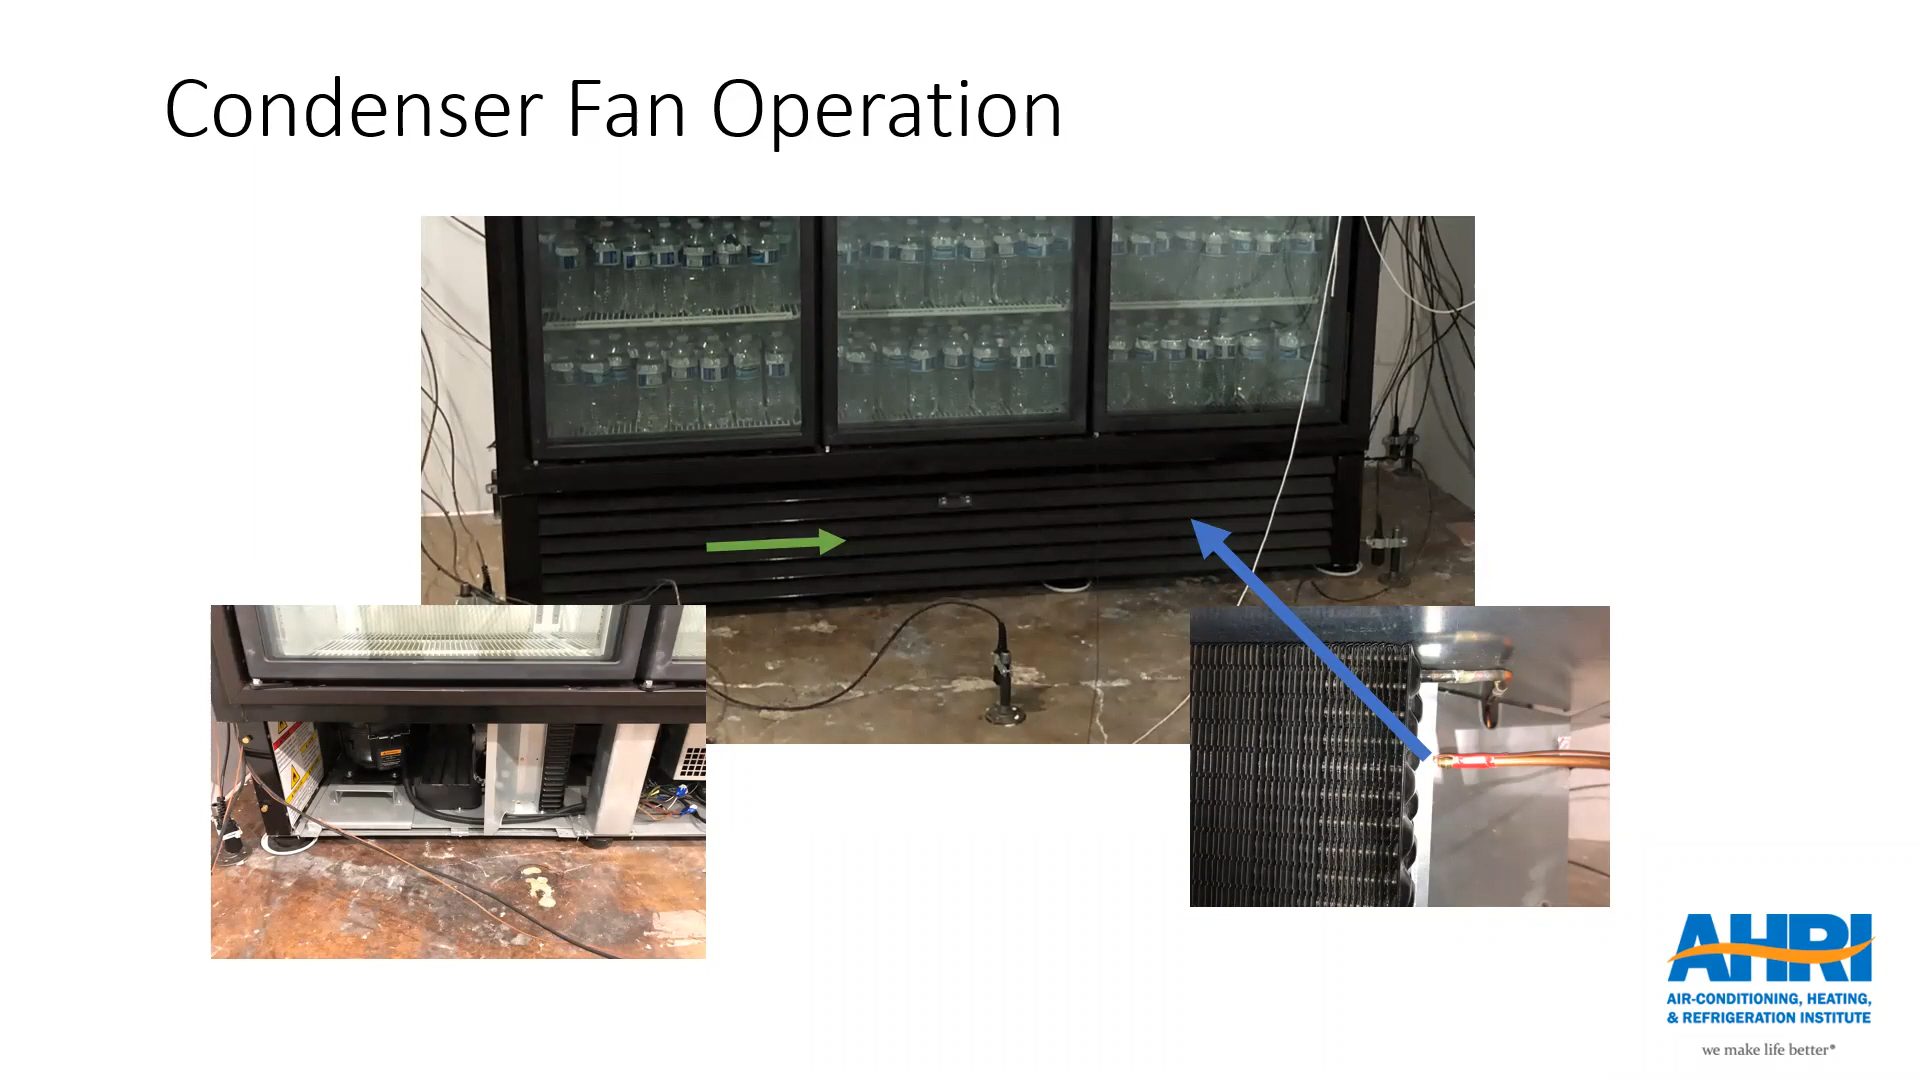 Condenser Fan Operation
AHRI
AIR-CONDITIONING, HEATING,
& REFRIGERATION INSTITUTE
we make life better®